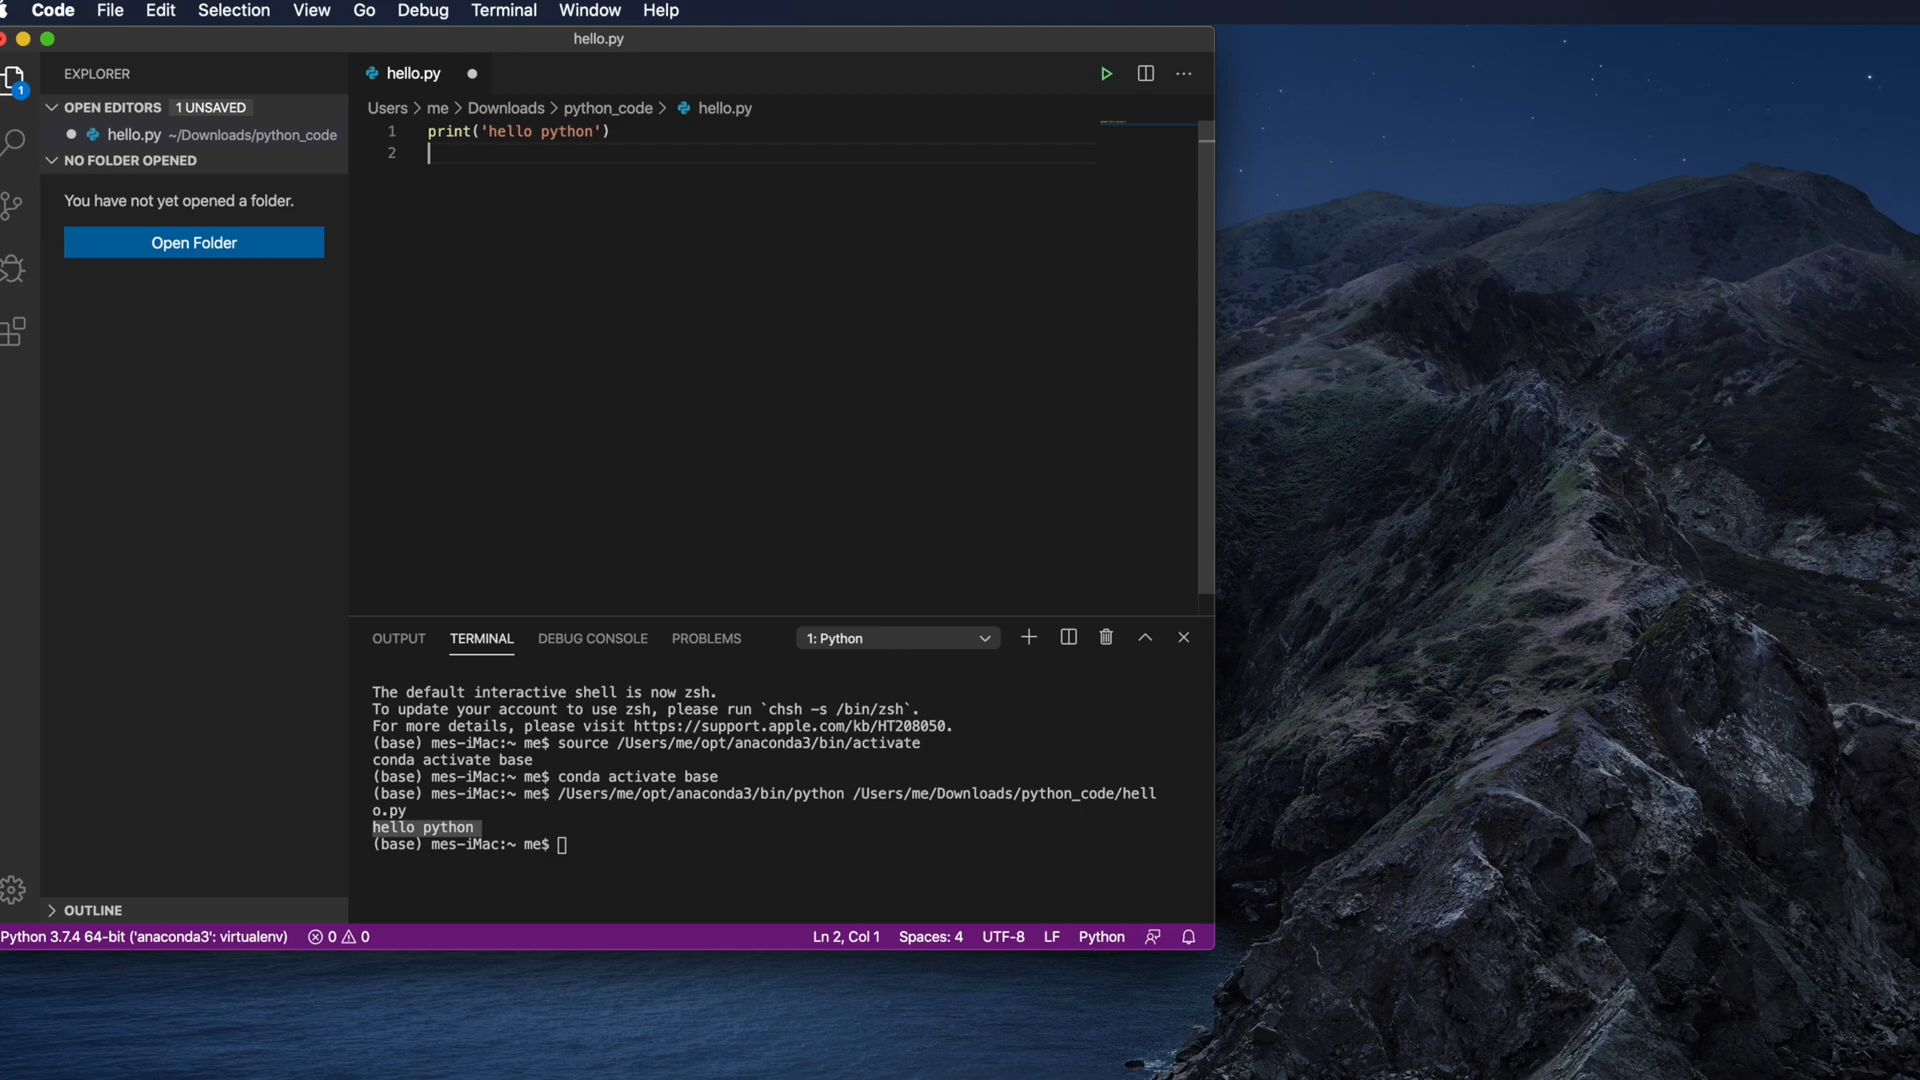 Code File Edit Selection View Go Debug Terminal Window Help
hello.py
EXPLORER
OPEN EDITORS 1 UNSAVED
hello.py ~/Downloads/python_code
NO FOLDER OPENED
You have not yet opened a folder.
Open Folder
OUTLINE
1
hello.py
Users > me > Downloads > python_code > hello.py
1 print('hello python')
2
OUTPUT TERMINAL DEBUG CONSOLE PROBLEMS 1: Python
The default interactive shell is now zsh.
To update your account to use zsh, please run `chsh -s /bin/zsh`.
For more details, please visit https://support.apple.com/kb/HT208050.
(base) mes-iMac:~ me$ source /Users/me/opt/anaconda3/bin/activate
conda activate base
(base) mes-iMac:~ me$ conda activate base
(base) mes-iMac:~ me$ /Users/me/opt/anaconda3/bin/python /Users/me/Downloads/python_code/hell
o.py
hello python
(base) mes-iMac:~ me$
Python 3.7.4 64-bit ('anaconda3': virtualenv) 0 0 Ln 2, Col 1 Spaces: 4 UTF-8 LF Python